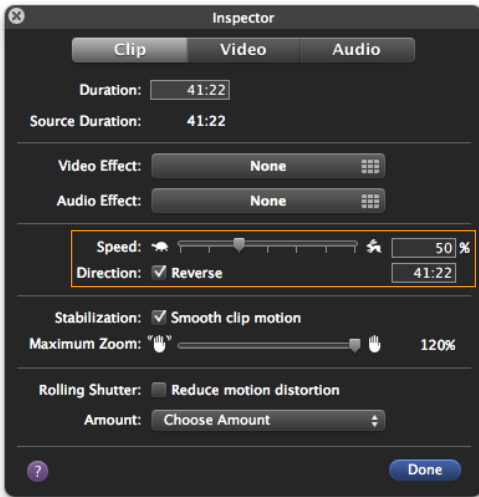 Inspector
Clip Video Audio
Duration: 41:22
Source Duration: 41:22
Video Effect: None
Audio Effect: None
Speed: 50 %
Direction: Reverse 41:22
Stabilization: Smooth clip motion
Maximum Zoom: 120%
Rolling Shutter: Reduce motion distortion
Amount: Choose Amount
? Done